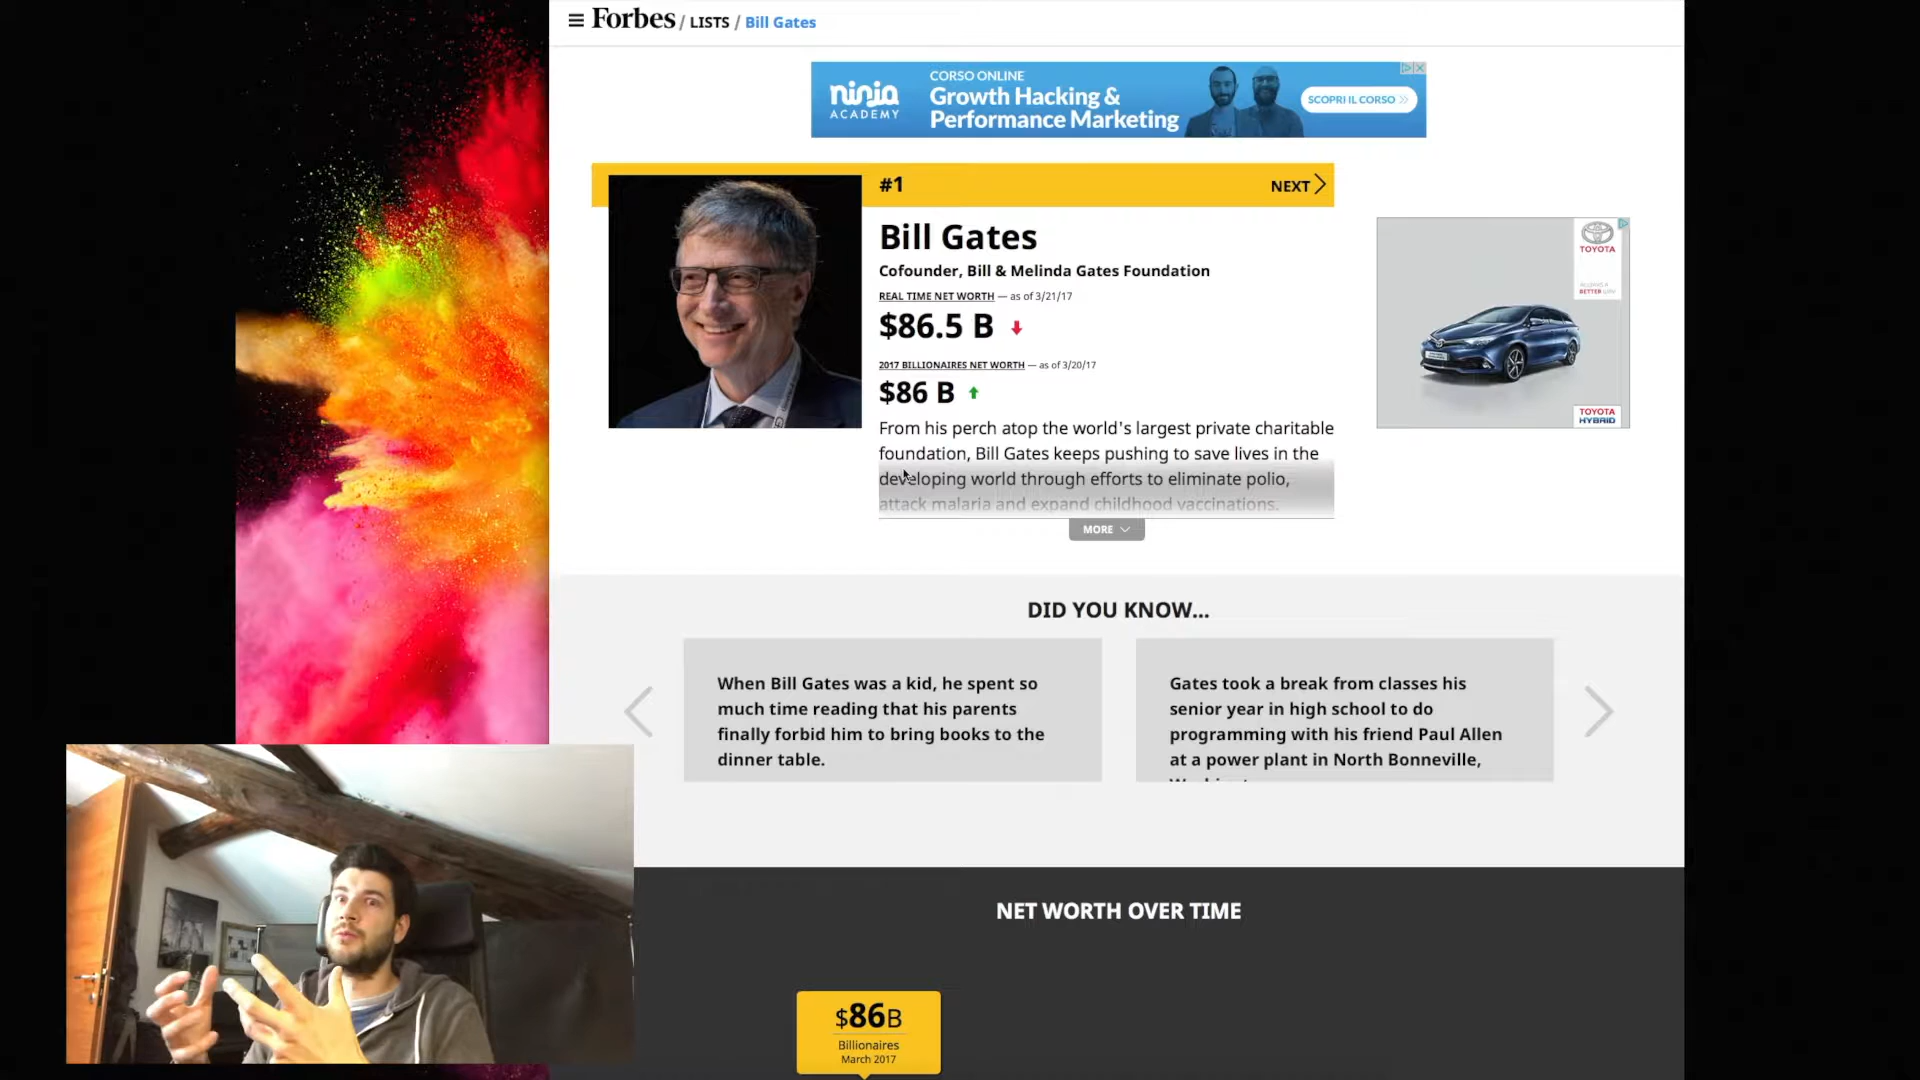 Forbes / LISTS / Bill Gates
ninja
ACADEMY
CORSO ONLINE
Growth Hacking &
Performance Marketing
SCOPRI IL CORSO
#1
NEXT
Bill Gates
Cofounder, Bill & Melinda Gates Foundation
REAL TIME NET WORTH — as of 3/21/17
$86.5 B
2017 BILLIONAIRES NET WORTH — as of 3/20/17
$86 B
From his perch atop the world's largest private charitable
foundation, Bill Gates keeps pushing to save lives in the
developing world through efforts to eliminate polio,
attack malaria and expand childhood vaccinations.
MORE
TOYOTA
ALWAYS A
BETTER WAY
TOYOTA
HYBRID
DID YOU KNOW...
When Bill Gates was a kid, he spent so
much time reading that his parents
finally forbid him to bring books to the
dinner table.
Gates took a break from classes his
senior year in high school to do
programming with his friend Paul Allen
at a power plant in North Bonneville,
NET WORTH OVER TIME
$86B
Billionaires
March 2017